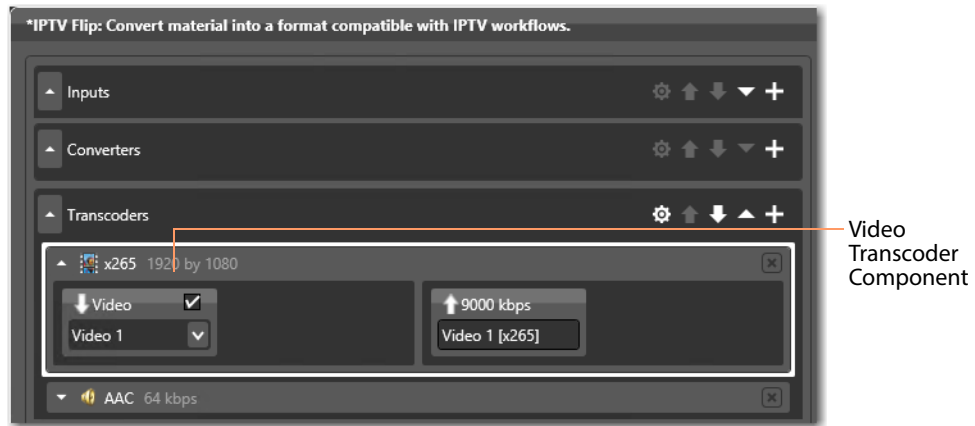 *IPTV Flip: Convert material into a format compatible with IPTV workflows.
Inputs
Converters
Transcoders
x265 1920 by 1080
Video
Video 1
9000 kbps
Video 1 [x265]
AAC 64 kbps
Video
Transcoder
Component